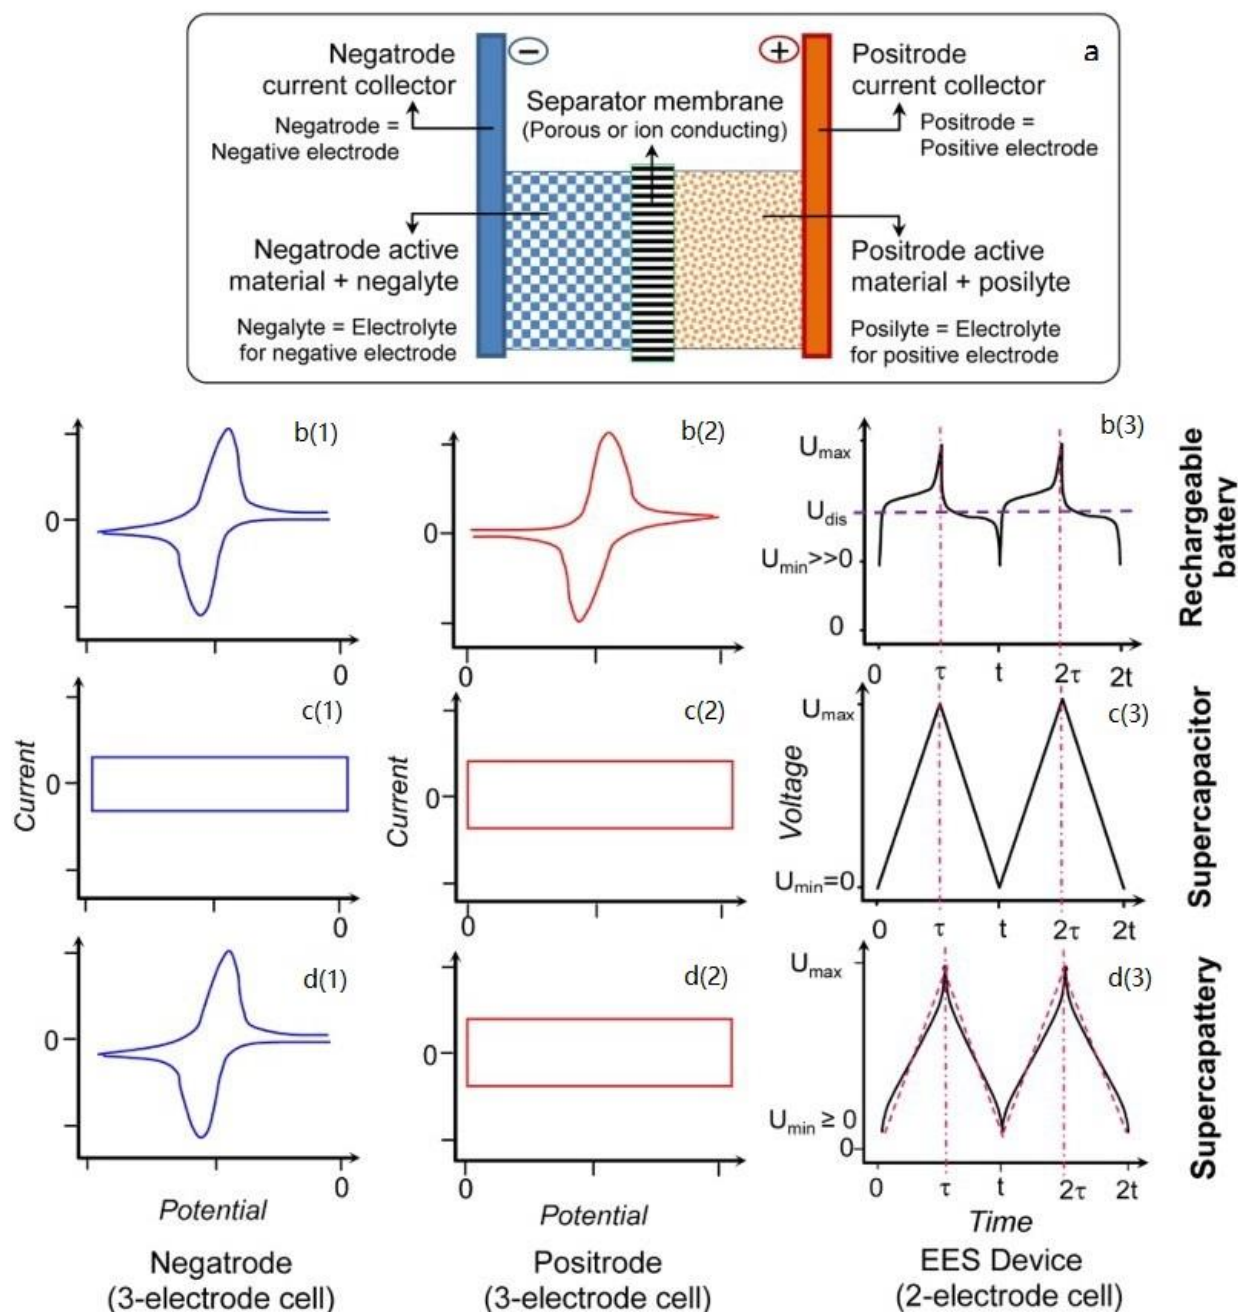 a
Negatrode
current collector
Negatrode =
Negative electrode
−
Separator membrane
(Porous or ion conducting)
+
Positrode
current collector
Positrode =
Positive electrode
Negatrode active
material + negalyte
Negalyte = Electrolyte
for negative electrode
Positrode active
material + posilyte
Posilyte = Electrolyte
for positive electrode
b(1)
0
0
b(2)
0
0
b(3)
Umax
Udis
Umin>>0
0
0 τ t 2τ 2t
Rechargeable
battery
c(1)
Current
0
0
c(2)
Current
0
0
c(3)
Voltage
Umax
Umin=0
0 τ t 2τ 2t
Supercapacitor
d(1)
0
0
Potential
d(2)
0
0
Potential
d(3)
Umax
Umin ≥ 0
0
0 τ t 2τ 2t
Time
Supercapattery
Negatrode
(3-electrode cell)
Positrode
(3-electrode cell)
EES Device
(2-electrode cell)